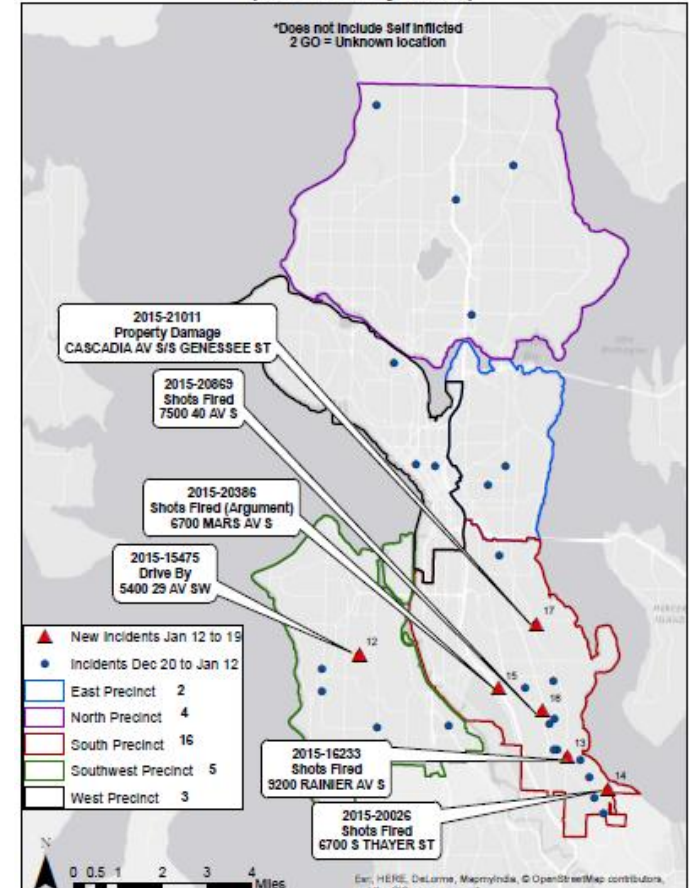 *Does not Include Self Inflicted
2 GO = Unknown location
2015-21011
Property Damage
CASCADIA AV S/S GENESSEE ST
2015-20869
Shots Fired
7500 40 AV S
2015-20386
Shots Fired (Argument)
6700 MARS AV S
2015-15475
Drive By
5400 29 AV SW
17
12
15
16
13
14
New Incidents Jan 12 to 19
Incidents Dec 20 to Jan 12
East Precinct 2
North Precinct 4
South Precinct 16
Southwest Precinct 5
West Precinct 3
2015-16233
Shots Fired
9200 RAINIER AV S
2015-20026
Shots Fired
6700 S THAYER ST
N
0 0.5 1 2 3 4
Miles
Esri, HERE, DeLorme, MapmyIndia, © OpenStreetMap contributors,